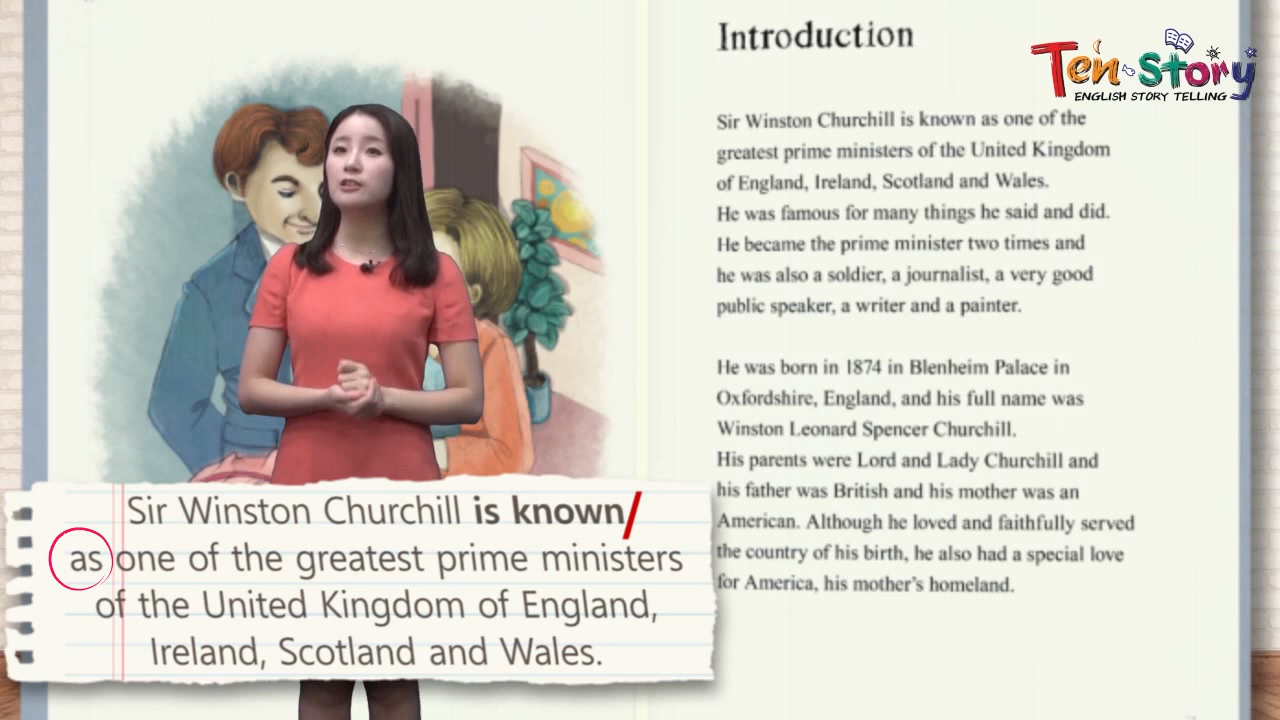 Introduction
Ten Story
ENGLISH STORY TELLING
Sir Winston Churchill is known as one of the
greatest prime ministers of the United Kingdom
of England, Ireland, Scotland and Wales.
He was famous for many things he said and did.
He became the prime minister two times and
he was also a soldier, a journalist, a very good
public speaker, a writer and a painter.
He was born in 1874 in Blenheim Palace in
Oxfordshire, England, and his full name was
Winston Leonard Spencer Churchill.
His parents were Lord and Lady Churchill and
his father was British and his mother was an
American. Although he loved and faithfully served
the country of his birth, he also had a special love
for America, his mother's homeland.
Sir Winston Churchill is known/
as one of the greatest prime ministers
of the United Kingdom of England,
Ireland, Scotland and Wales.